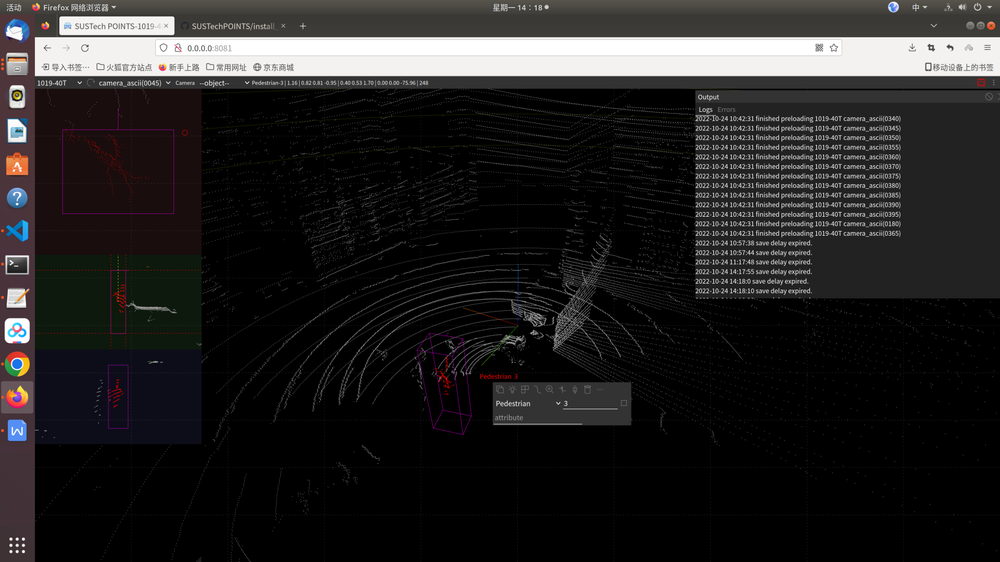 活动 Firefox 网络浏览器 星期一 14:18 中
SUSTech POINTS-1019-4 SUSTechPOINTS/install_
0.0.0.0:8081
导入书签… 火狐官方站点 新手上路 常用网址 京东商城 移动设备上的书签
1019-40T camera_ascii(0045) Camera --object-- Pedestrian-3 | 1.16 | 0.82 0.81 -0.95 | 0.40 0.53 1.70 | 0.00 0.00 -75.96 | 248
Output
Logs Errors
2022-10-24 10:42:31 finished preloading 1019-40T camera_ascii(0340)
2022-10-24 10:42:31 finished preloading 1019-40T camera_ascii(0345)
2022-10-24 10:42:31 finished preloading 1019-40T camera_ascii(0350)
2022-10-24 10:42:31 finished preloading 1019-40T camera_ascii(0355)
2022-10-24 10:42:31 finished preloading 1019-40T camera_ascii(0360)
2022-10-24 10:42:31 finished preloading 1019-40T camera_ascii(0370)
2022-10-24 10:42:31 finished preloading 1019-40T camera_ascii(0375)
2022-10-24 10:42:31 finished preloading 1019-40T camera_ascii(0380)
2022-10-24 10:42:31 finished preloading 1019-40T camera_ascii(0385)
2022-10-24 10:42:31 finished preloading 1019-40T camera_ascii(0390)
2022-10-24 10:42:31 finished preloading 1019-40T camera_ascii(0395)
2022-10-24 10:42:31 finished preloading 1019-40T camera_ascii(0180)
2022-10-24 10:42:31 finished preloading 1019-40T camera_ascii(0365)
2022-10-24 10:57:38 save delay expired.
2022-10-24 10:57:44 save delay expired.
2022-10-24 11:17:48 save delay expired.
2022-10-24 14:17:55 save delay expired.
2022-10-24 14:18:0 save delay expired.
2022-10-24 14:18:10 save delay expired.
Pedestrian 3
Pedestrian 3
attribute